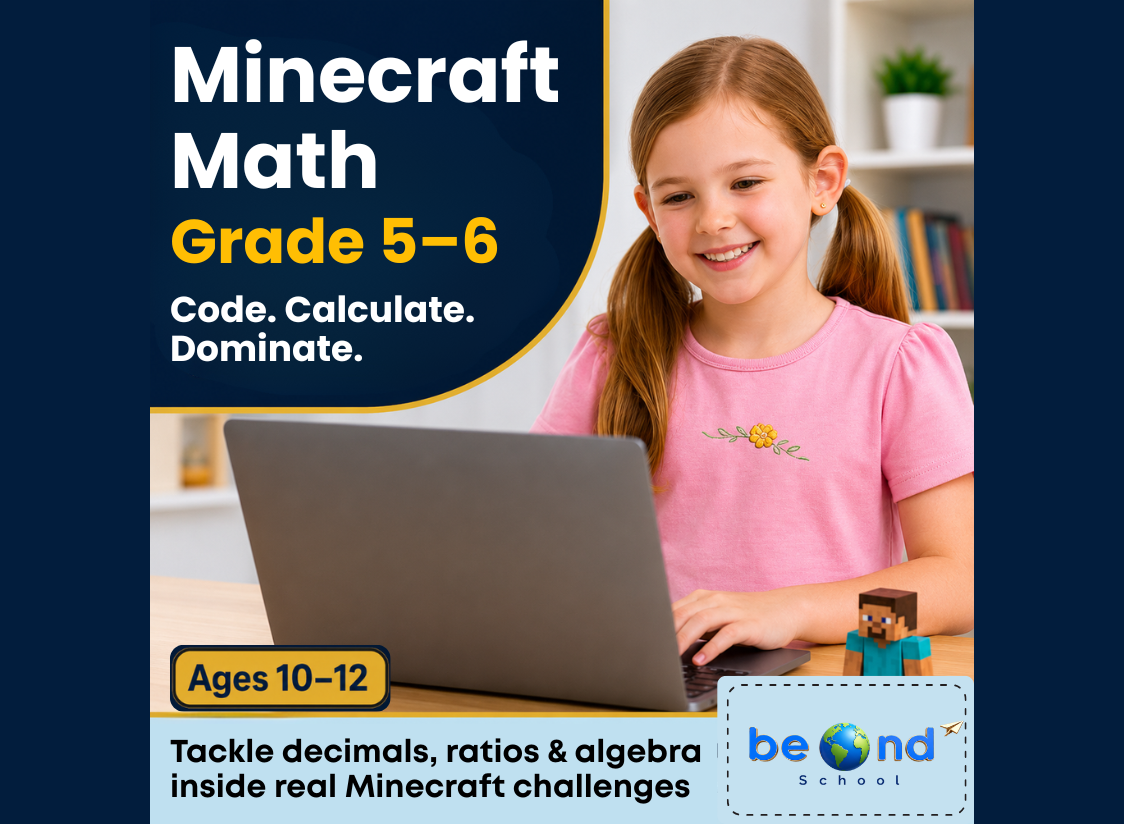 Minecraft
Math
Grade 5–6
Code. Calculate.
Dominate.
Ages 10–12
Tackle decimals, ratios & algebra
inside real Minecraft challenges
be nd
School